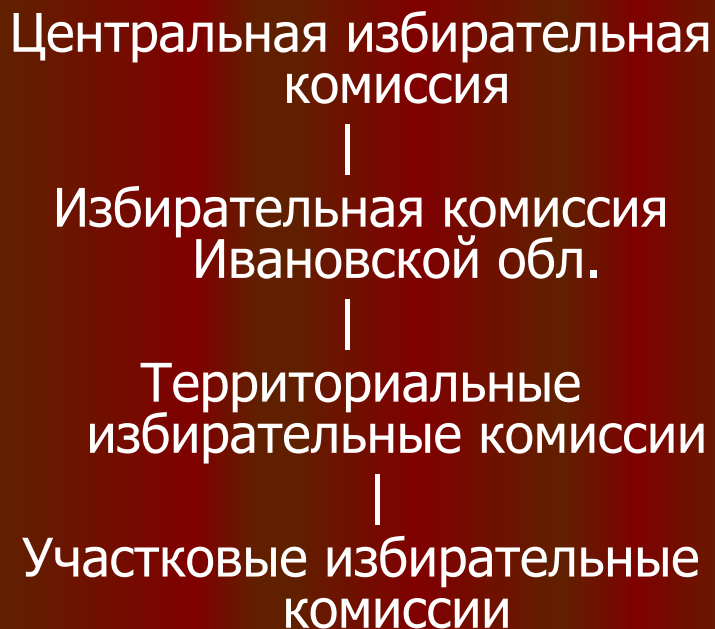 Центральная избирательная
комиссия
|
Избирательная комиссия
Ивановской обл.
|
Территориальные
избирательные комиссии
|
Участковые избирательные
комиссии